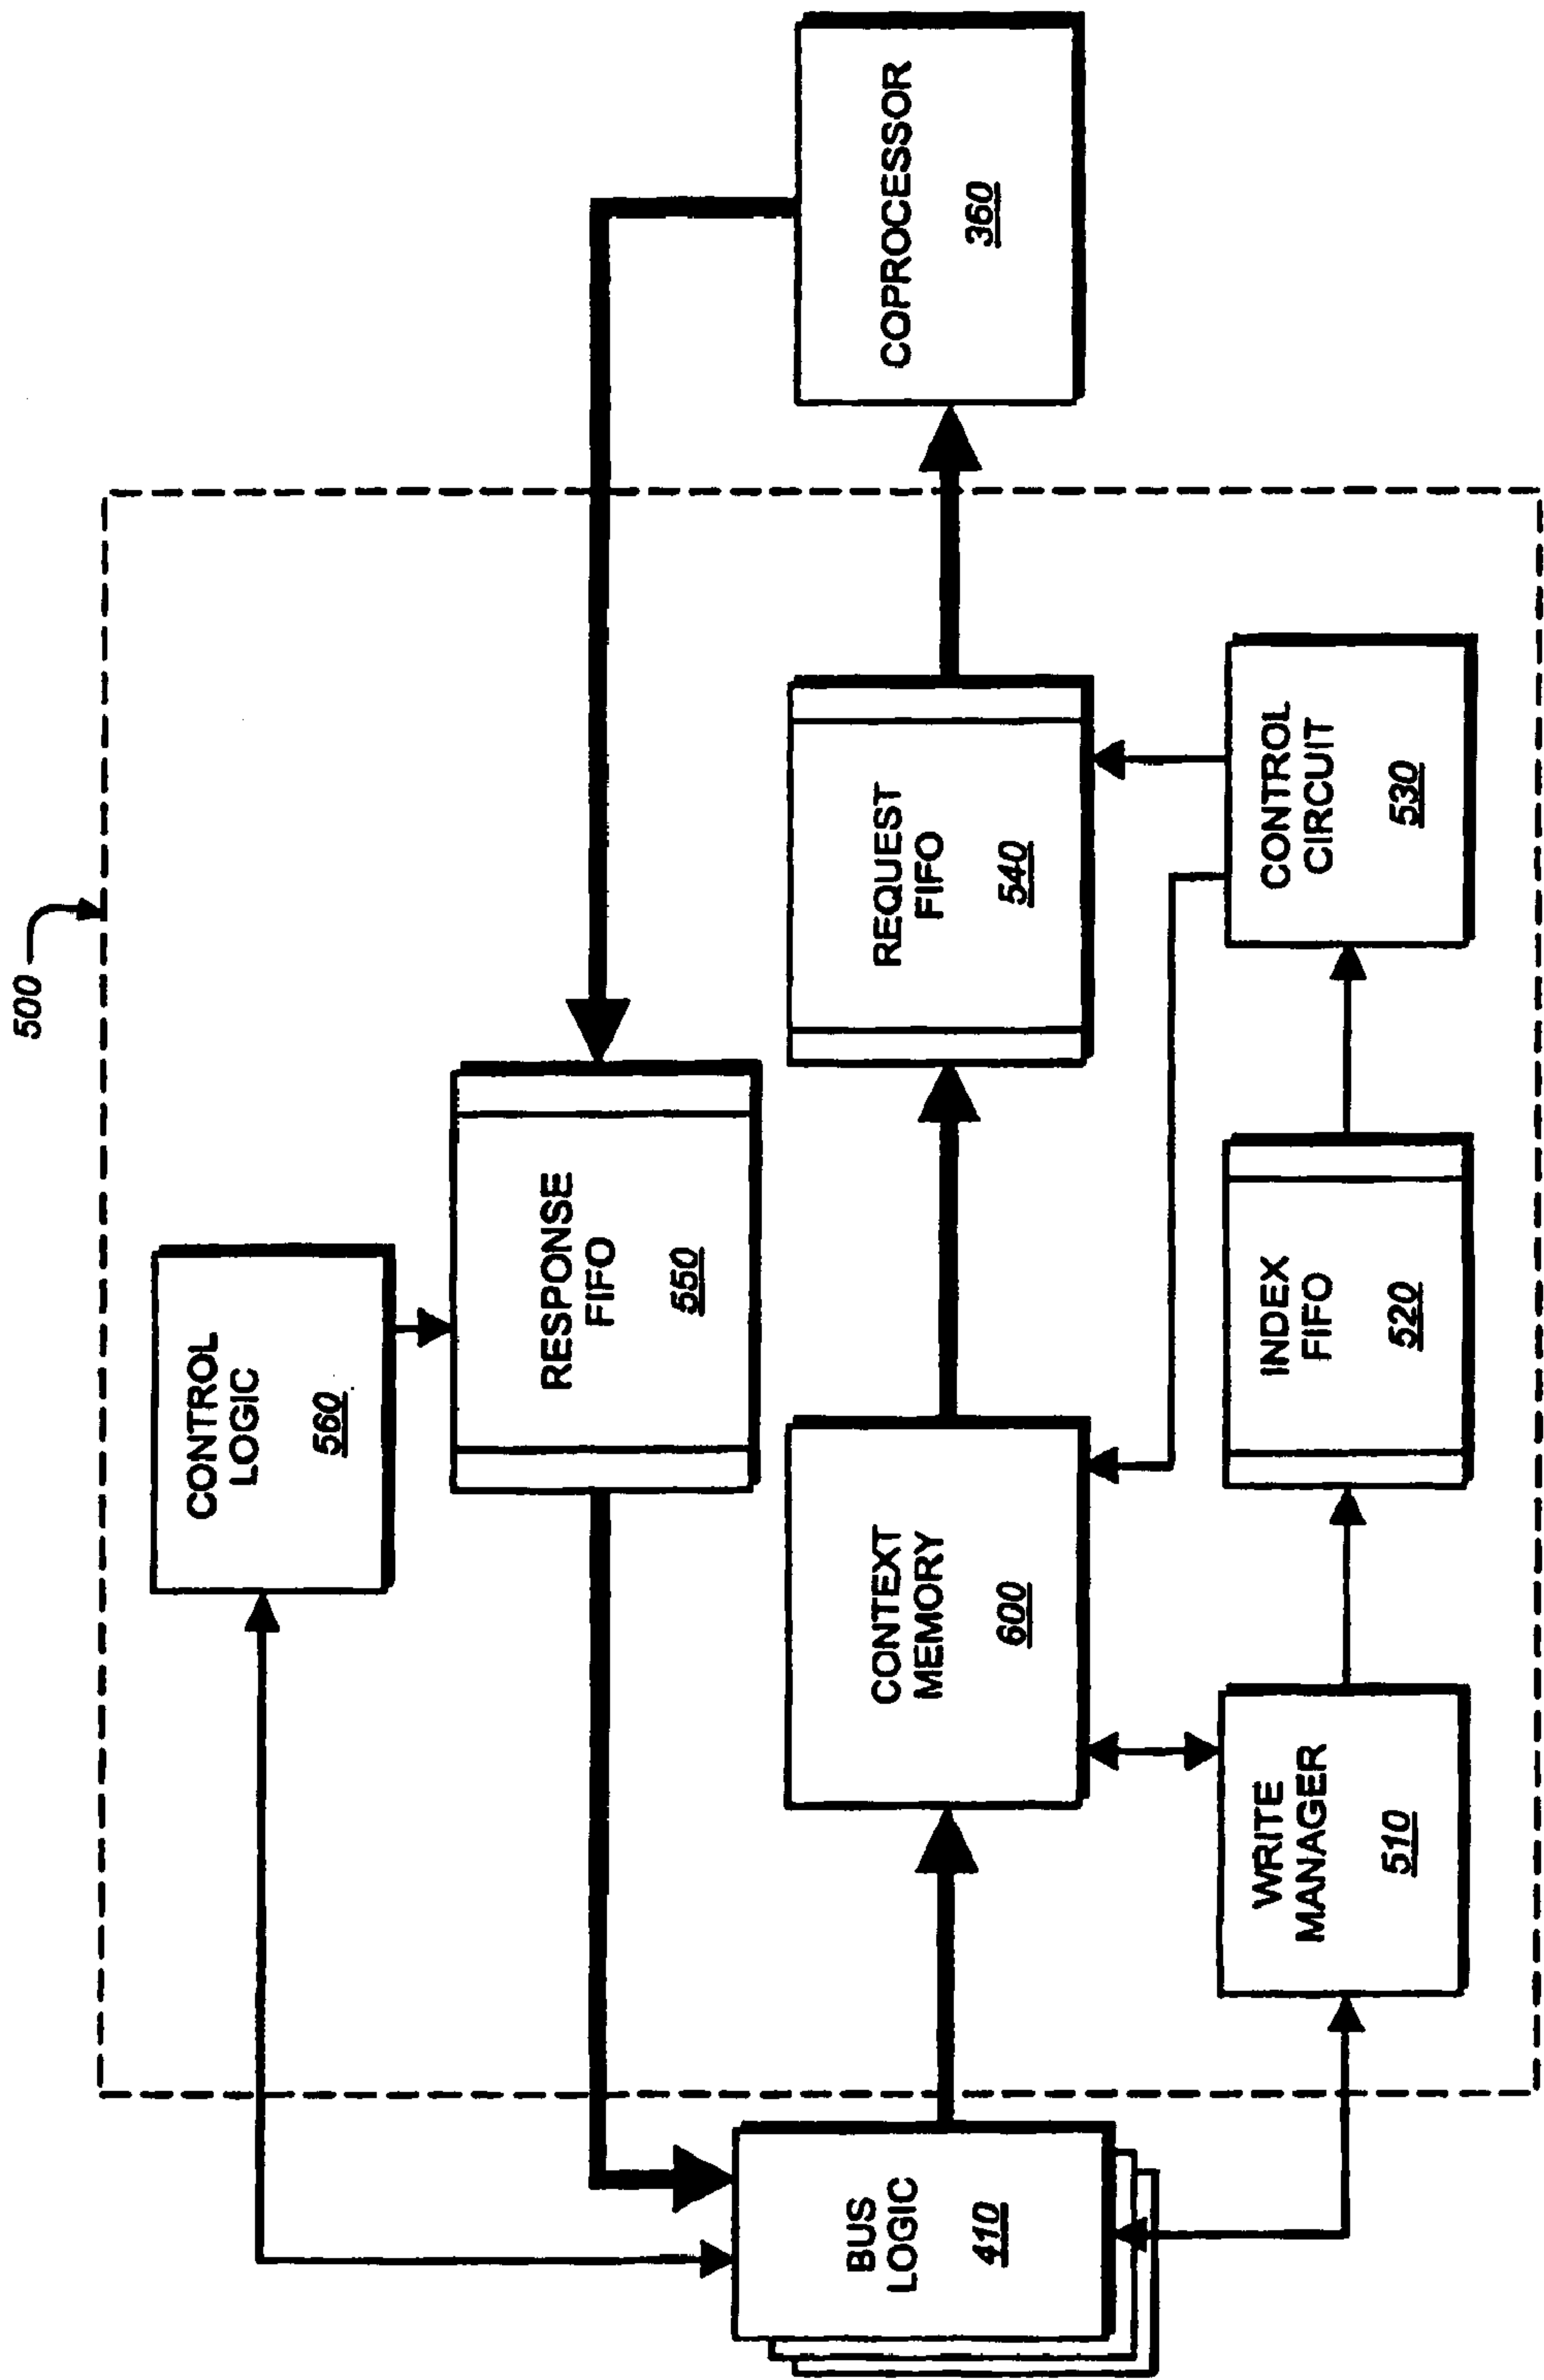 500
CONTROL
LOGIC
560
RESPONSE
FIFO
550
BUS
LOGIC
410
CONTEXT
MEMORY
600
REQUEST
FIFO
540
COPROCESSOR
360
WRITE
MANAGER
510
INDEX
FIFO
520
CONTROL
CIRCUIT
530